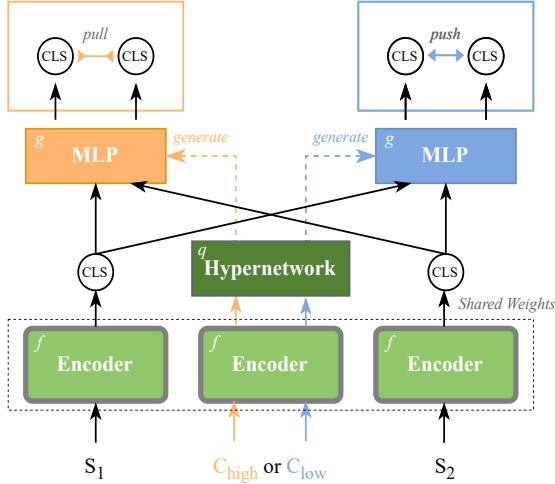 pull
push
CLS CLS CLS CLS
generate generate
g MLP g MLP
q
Hypernetwork
CLS CLS
Shared Weights
f f f
Encoder Encoder Encoder
S1 Chigh or Clow S2